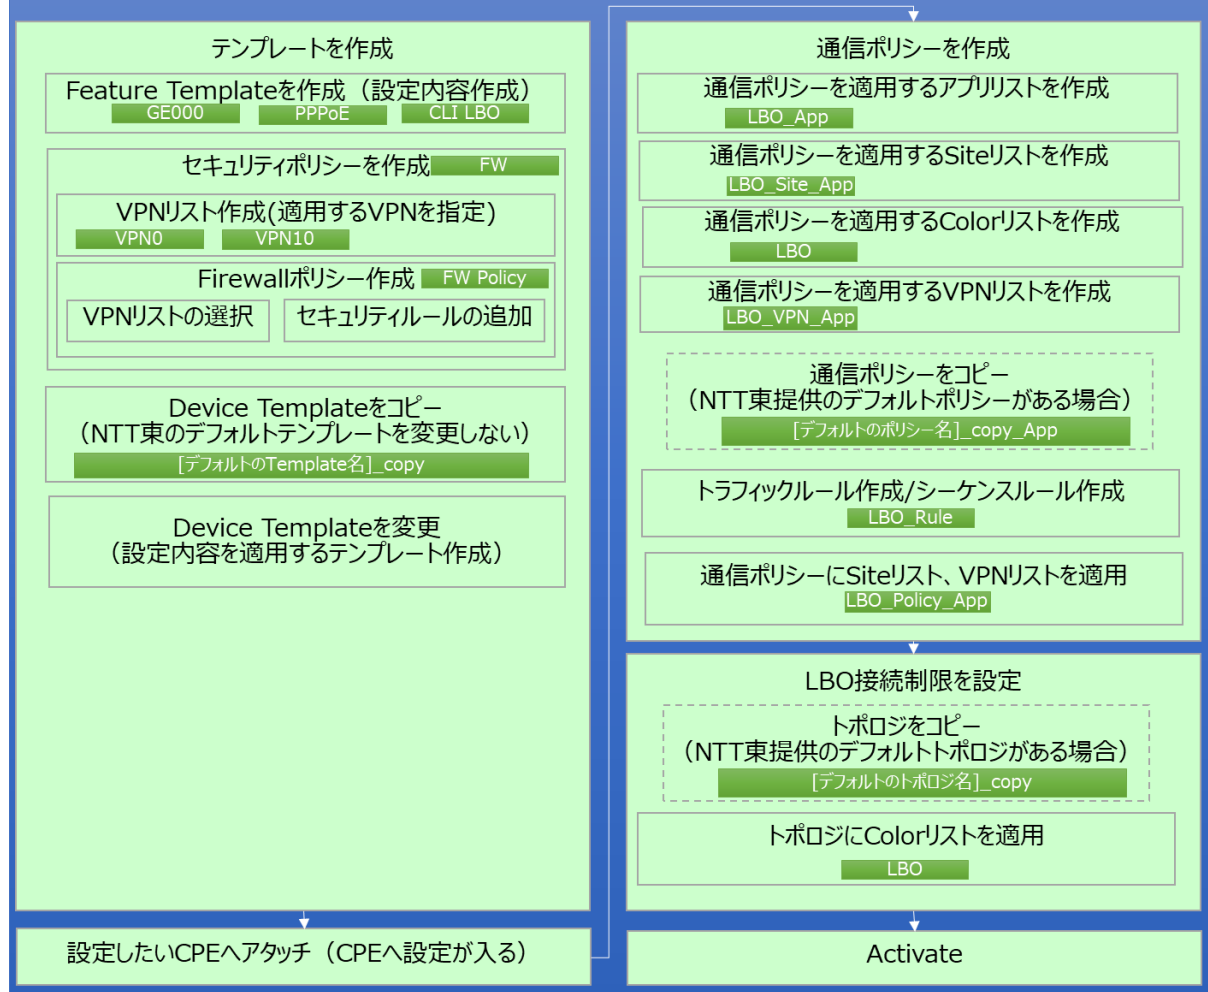 テンプレートを作成
Feature Templateを作成（設定内容作成）
GE000
PPPoE
CLI LBO
セキュリティポリシーを作成
FW
VPNリスト作成(適用するVPNを指定)
VPN0
VPN10
Firewallポリシー作成
FW Policy
VPNリストの選択
セキュリティルールの追加
Device Templateをコピー
（NTT東のデフォルトテンプレートを変更しない）
[デフォルトのTemplate名]_copy
Device Templateを変更
（設定内容を適用するテンプレート作成）
設定したいCPEへアタッチ（CPEへ設定が入る）
通信ポリシーを作成
通信ポリシーを適用するアプリリストを作成
LBO_App
通信ポリシーを適用するSiteリストを作成
LBO_Site_App
通信ポリシーを適用するColorリストを作成
LBO
通信ポリシーを適用するVPNリストを作成
LBO_VPN_App
通信ポリシーをコピー
（NTT東提供のデフォルトポリシーがある場合）
[デフォルトのポリシー名]_copy_App
トラフィックルール作成/シーケンスルール作成
LBO_Rule
通信ポリシーにSiteリスト、VPNリストを適用
LBO_Policy_App
LBO接続制限を設定
トポロジをコピー
（NTT東提供のデフォルトトポロジがある場合）
[デフォルトのトポロジ名]_copy
トポロジにColorリストを適用
LBO
Activate